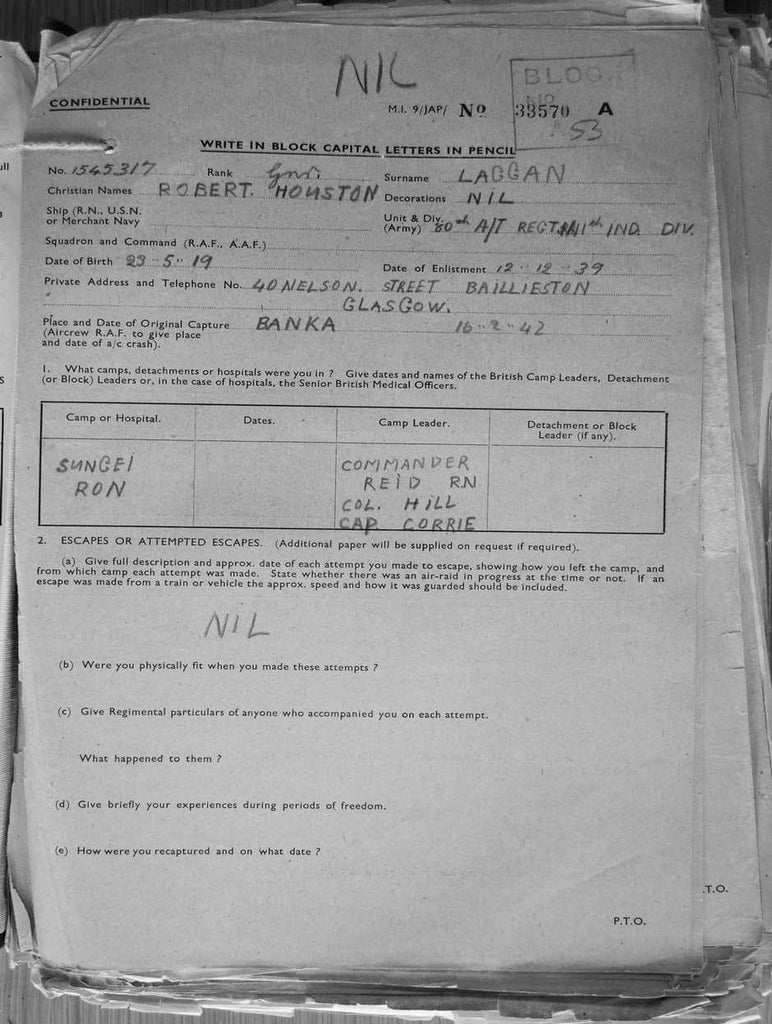 NIL
BLOC.
NO.
CONFIDENTIAL
M.I. 9/JAP/ No 33570 A
A 53
WRITE IN BLOCK CAPITAL LETTERS IN PENCIL
No. 1545317 Rank Gnr. Surname LAGGAN
Christian Names ROBERT. HOUSTON Decorations NIL
Ship (R.N., U.S.N.
or Merchant Navy
Unit & Div.
(Army) 80th A/T REGT. 11th IND. DIV.
Squadron and Command (R.A.F., A.A.F.)
Date of Birth 23 - 5 - 19 Date of Enlistment 12 - 12 - 39
Private Address and Telephone No. 40 NELSON. STREET BAILLIESTON
GLASGOW.
Place and Date of Original Capture BANKA 16 - 2 - 42
(Aircrew R.A.F. to give place
and date of a/c crash).
1. What camps, detachments or hospitals were you in ? Give dates and names of the British Camp Leaders, Detachment
(or Block) Leaders or, in the case of hospitals, the Senior British Medical Officers.
Camp or Hospital. Dates. Camp Leader. Detachment or Block
Leader (if any).
SUNGEI COMMANDER
RON REID RN
COL. HILL
CAP CORRIE
2. ESCAPES OR ATTEMPTED ESCAPES. (Additional paper will be supplied on request if required).
(a) Give full description and approx. date of each attempt you made to escape, showing how you left the camp, and
from which camp each attempt was made. State whether there was an air-raid in progress at the time or not. If an
escape was made from a train or vehicle the approx. speed and how it was guarded should be included.
NIL
(b) Were you physically fit when you made these attempts ?
(c) Give Regimental particulars of anyone who accompanied you on each attempt.
What happened to them ?
(d) Give briefly your experiences during periods of freedom.
(e) How were you recaptured and on what date ?
.T.O.
P.T.O.